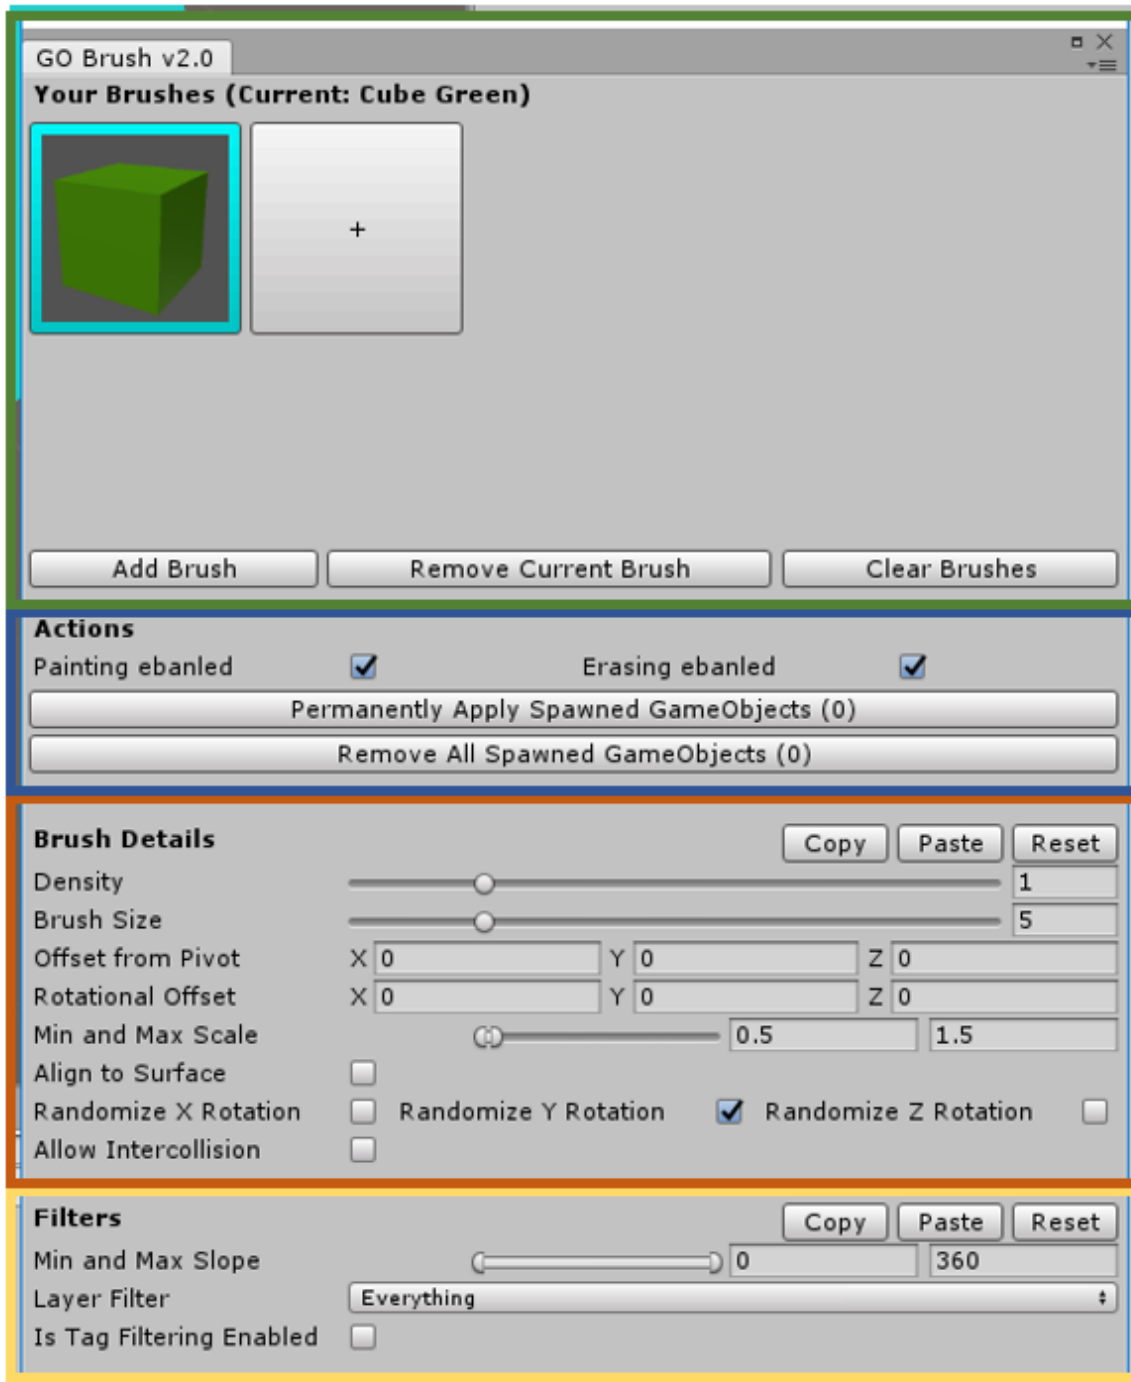 GO Brush v2.0
Your Brushes (Current: Cube Green)
+
Add Brush Remove Current Brush Clear Brushes
Actions
Painting ebanled Erasing ebanled
Permanently Apply Spawned GameObjects (0)
Remove All Spawned GameObjects (0)
Brush Details Copy Paste Reset
Density 1
Brush Size 5
Offset from Pivot X 0 Y 0 Z 0
Rotational Offset X 0 Y 0 Z 0
Min and Max Scale 0.5 1.5
Align to Surface
Randomize X Rotation Randomize Y Rotation Randomize Z Rotation
Allow Intercollision
Filters Copy Paste Reset
Min and Max Slope 0 360
Layer Filter Everything
Is Tag Filtering Enabled